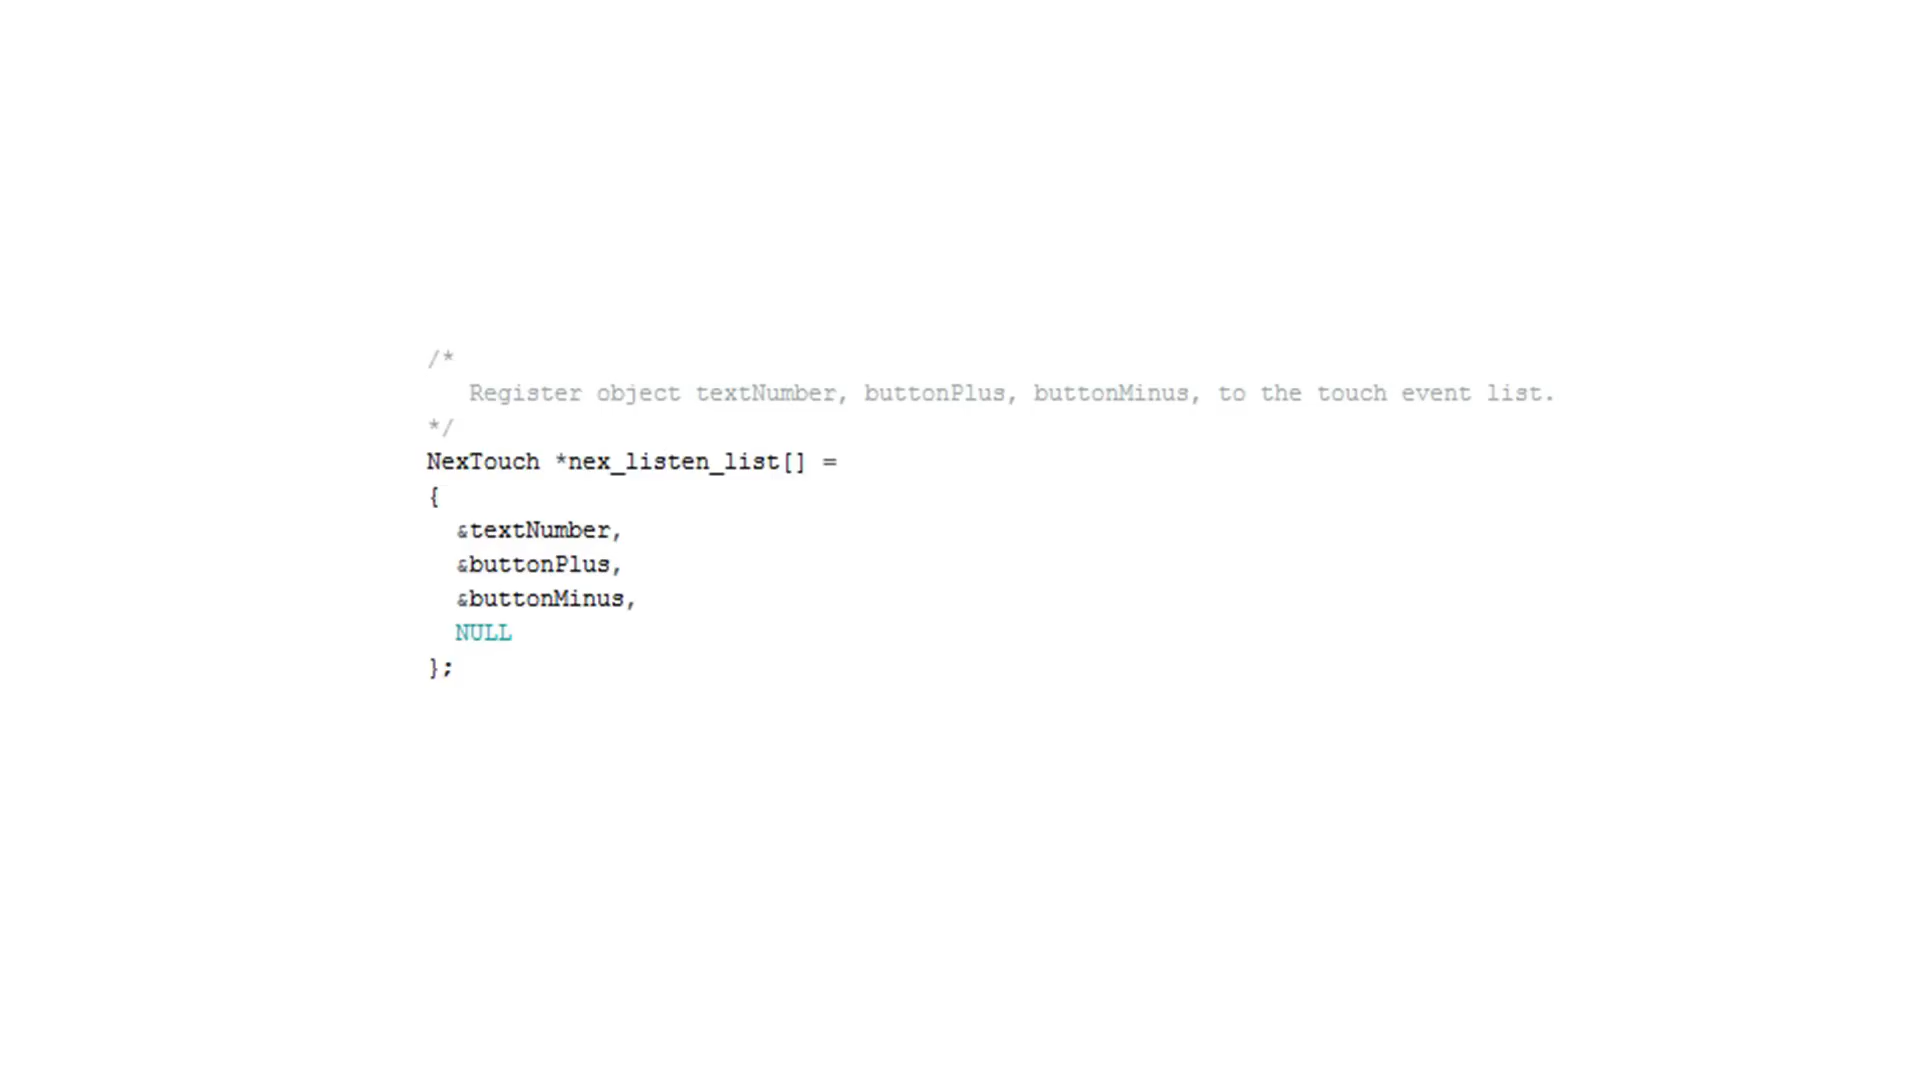 /*
   Register object textNumber, buttonPlus, buttonMinus, to the touch event list.
*/
NexTouch *nex_listen_list[] =
{
  &textNumber,
  &buttonPlus,
  &buttonMinus,
  NULL
};